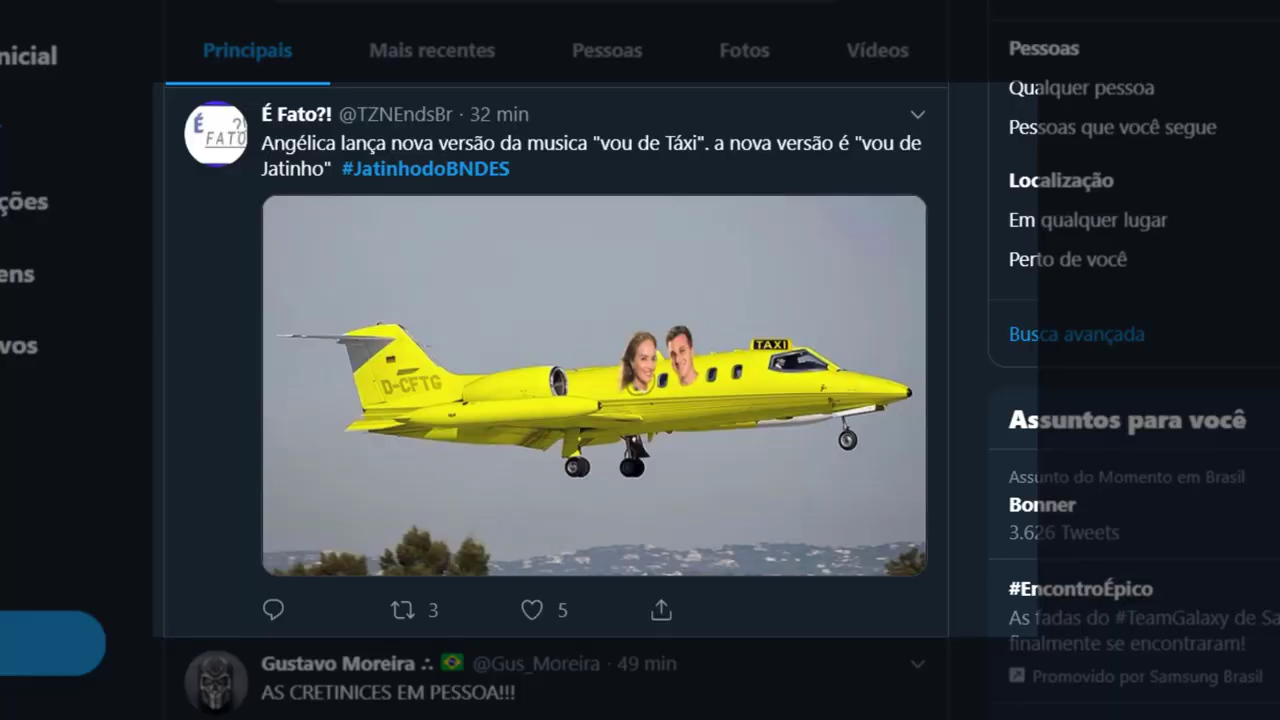 nicial
ções
ens
vos
Principais
Mais recentes
Pessoas
Fotos
Vídeos
É
?!
FATO
É Fato?! @TZNEndsBr · 32 min
Angélica lança nova versão da musica "vou de Táxi". a nova versão é "vou de
Jatinho" #JatinhodoBNDES
TAXI
D-CFTG
3
5
Gustavo Moreira ∴ 🇧🇷 @Gus_Moreira · 49 min
AS CRETINICES EM PESSOA!!!
Pessoas
Qualquer pessoa
Pessoas que você segue
Localização
Em qualquer lugar
Perto de você
Busca avançada
Assuntos para você
Assunto do Momento em Brasil
Bonner
3.626 Tweets
#EncontroÉpico
As fadas do #TeamGalaxy de Sa
finalmente se encontraram!
Promovido por Samsung Brasil